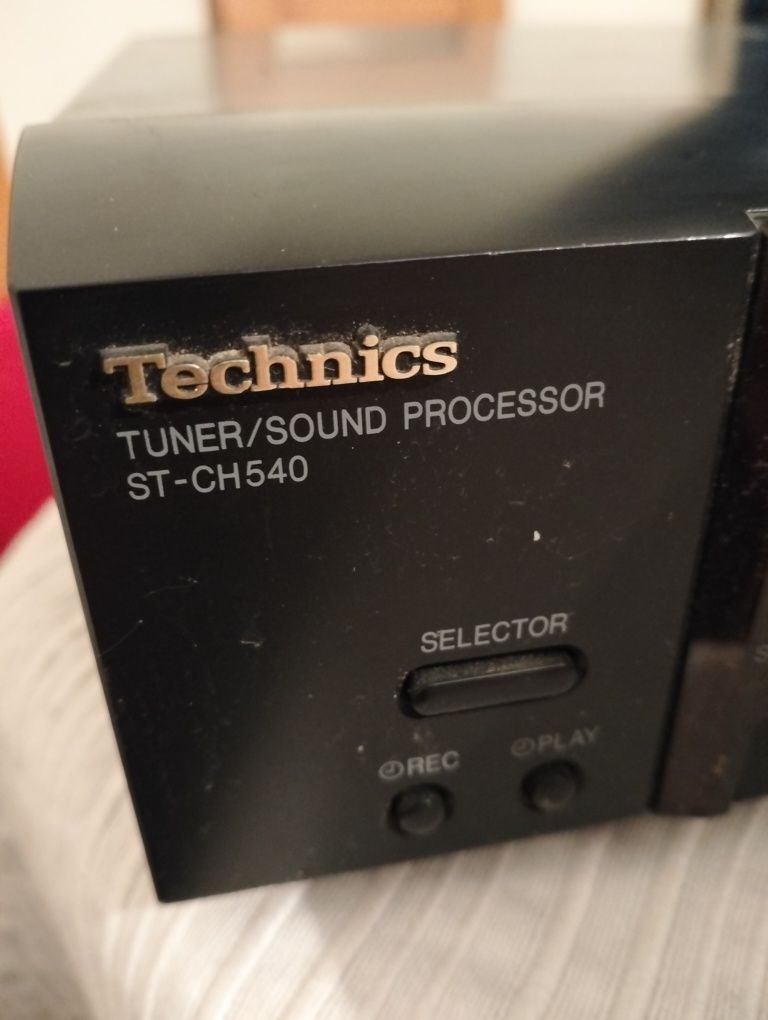 Technics
TUNER/SOUND PROCESSOR
ST-CH540
SELECTOR
REC
PLAY